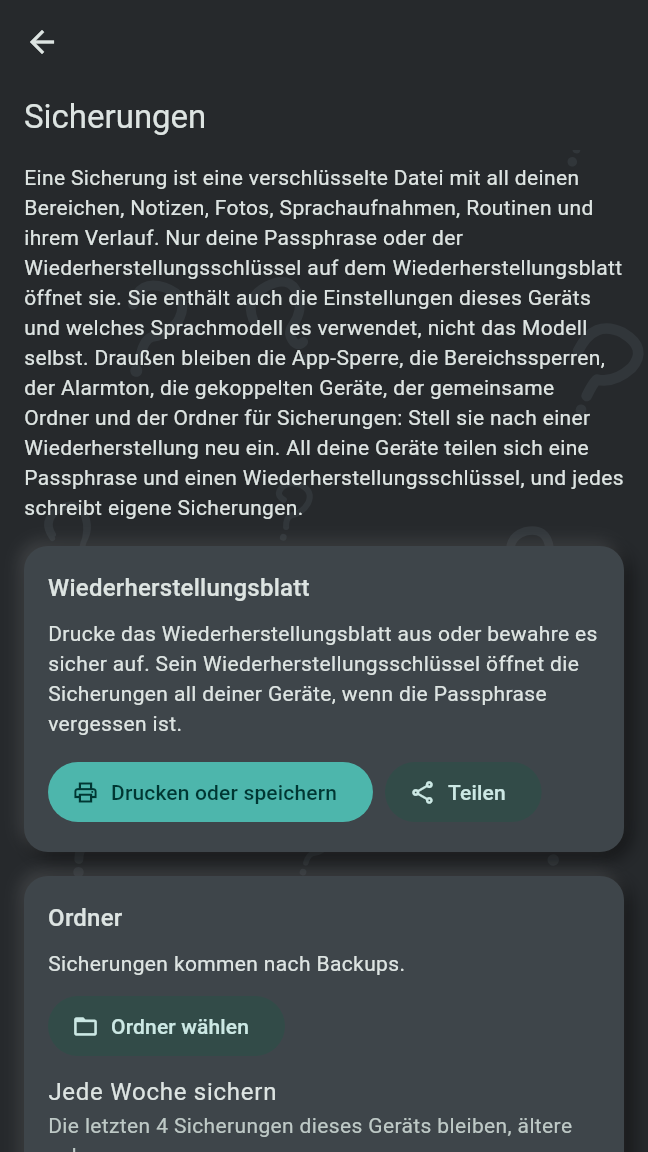 Sicherungen
Eine Sicherung ist eine verschlüsselte Datei mit all deinen
Bereichen, Notizen, Fotos, Sprachaufnahmen, Routinen und
ihrem Verlauf. Nur deine Passphrase oder der
Wiederherstellungsschlüssel auf dem Wiederherstellungsblatt
öffnet sie. Sie enthält auch die Einstellungen dieses Geräts
und welches Sprachmodell es verwendet, nicht das Modell
selbst. Draußen bleiben die App-Sperre, die Bereichssperren,
der Alarmton, die gekoppelten Geräte, der gemeinsame
Ordner und der Ordner für Sicherungen: Stell sie nach einer
Wiederherstellung neu ein. All deine Geräte teilen sich eine
Passphrase und einen Wiederherstellungsschlüssel, und jedes
schreibt eigene Sicherungen.
Wiederherstellungsblatt
Drucke das Wiederherstellungsblatt aus oder bewahre es
sicher auf. Sein Wiederherstellungsschlüssel öffnet die
Sicherungen all deiner Geräte, wenn die Passphrase
vergessen ist.
Drucken oder speichern
Teilen
Ordner
Sicherungen kommen nach Backups.
Ordner wählen
Jede Woche sichern
Die letzten 4 Sicherungen dieses Geräts bleiben, ältere